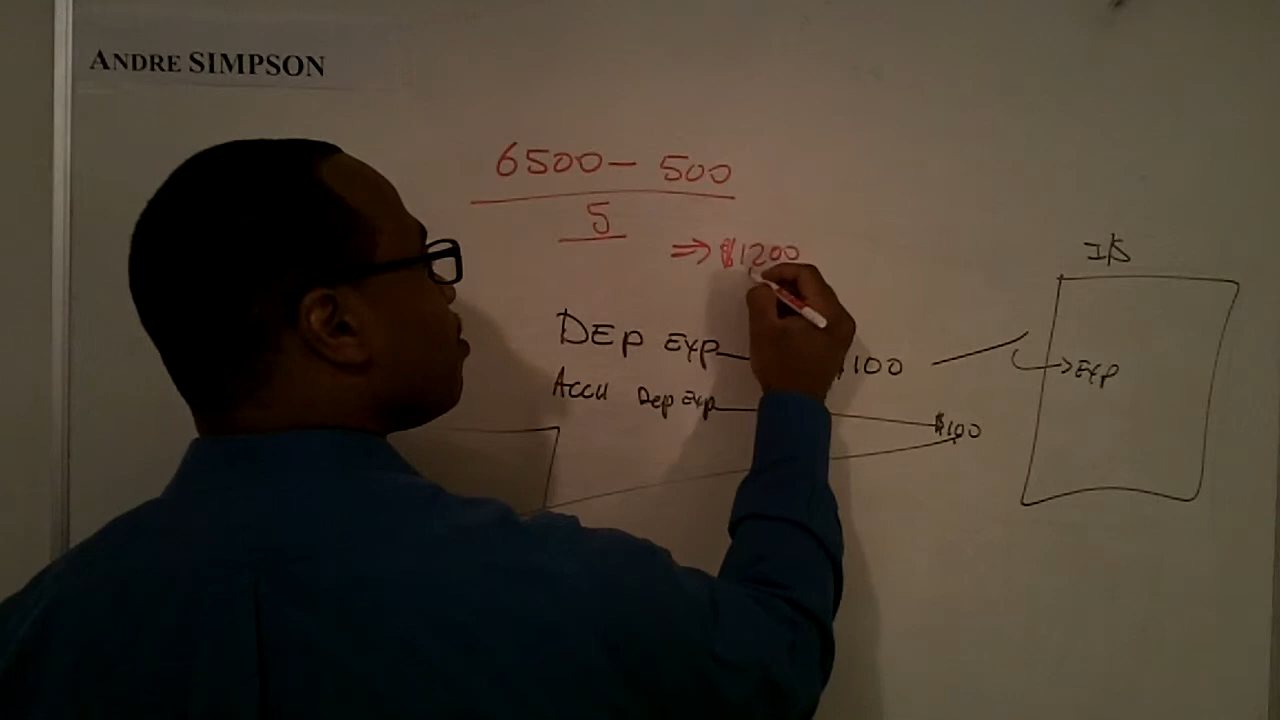 ANDRE SIMPSON
6500 - 500
5
⇒ $1200
DEP EXP $100
ACCU Dep Exp $100
I/S
→ EXP